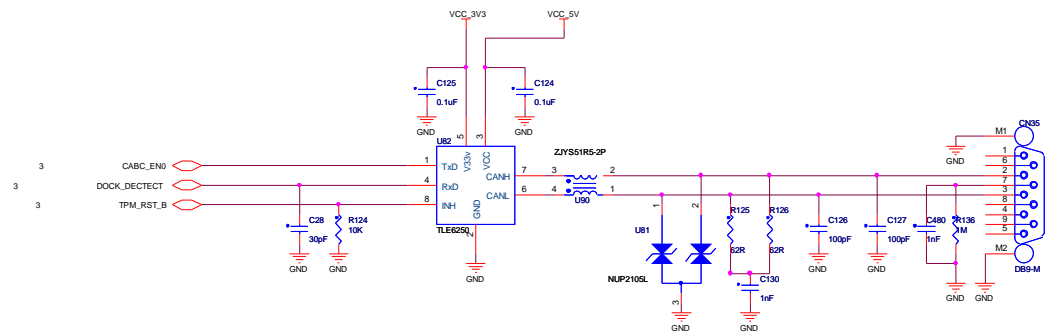 VCC_3V3
VCC_5V
C125
0.1uF
GND
C124
0.1uF
GND
U82
5
3
V33v
VCC
1
TxD
4
RxD
8
INH
GND
2
CANH
7
CANL
6
TLE6250
GND
3
CABC_EN0
3
DOCK_DECTECT
3
TPM_RST_B
C28
30pF
GND
R124
10K
GND
ZJYS51R5-2P
3
2
4
1
U90
1
2
U81
NUP2105L
3
GND
R125
62R
R126
62R
C130
1nF
GND
C126
100pF
GND
C127
100pF
GND
C480
1nF
R136
1M
GND
GND
CN35
M1
1
6
2
7
3
8
4
9
5
M2
DB9-M
GND